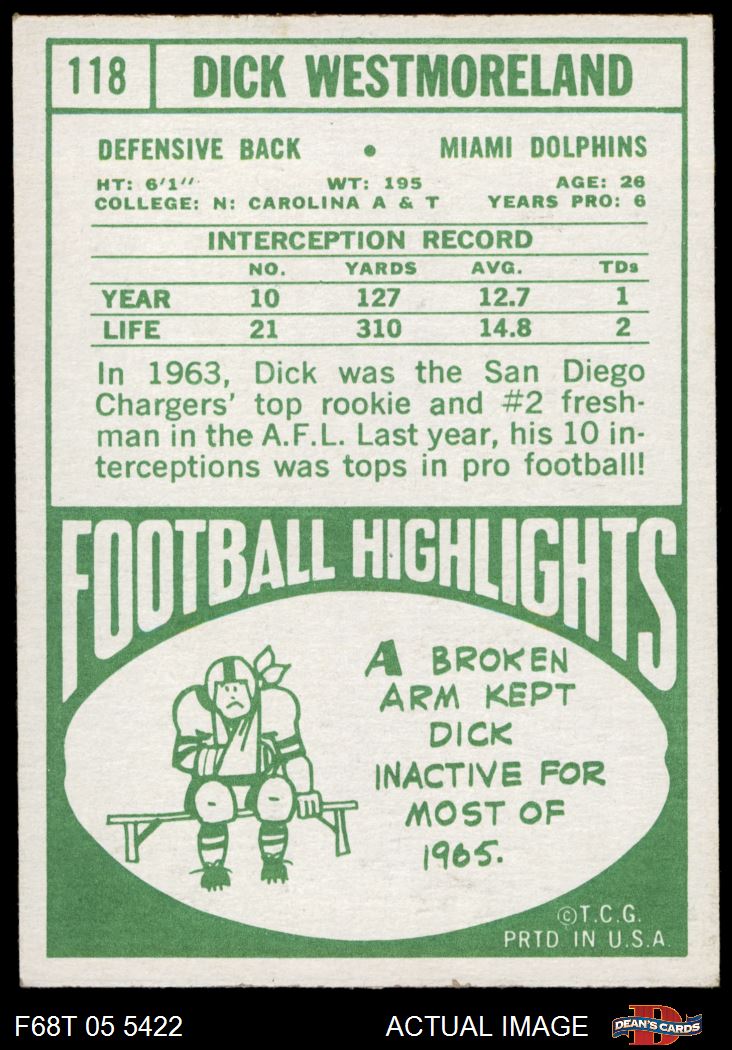 118 DICK WESTMORELAND
DEFENSIVE BACK • MIAMI DOLPHINS
HT: 6'1" WT: 195 AGE: 26
COLLEGE: N: CAROLINA A & T YEARS PRO: 6
INTERCEPTION RECORD
NO. YARDS AVG. TDs
YEAR 10 127 12.7 1
LIFE 21 310 14.8 2
In 1963, Dick was the San Diego
Chargers' top rookie and #2 fresh-
man in the A.F.L. Last year, his 10 in-
terceptions was tops in pro football!
FOOTBALL HIGHLIGHTS
A BROKEN
ARM KEPT
DICK
INACTIVE FOR
MOST OF
1965.
©T.C.G.
PRTD IN U.S.A.
F68T 05 5422 ACTUAL IMAGE DEAN'S CARDS